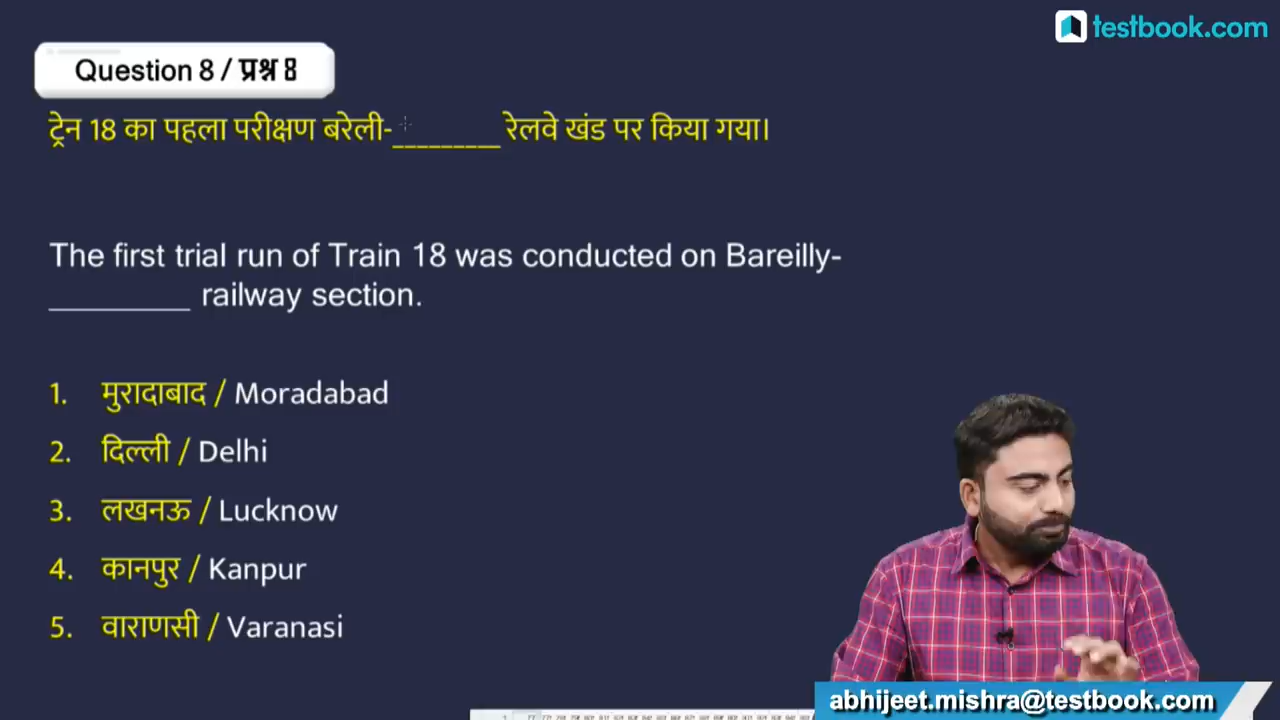 testbook.com
Question 8 / प्रश्न 8
ट्रेन 18 का पहला परीक्षण बरेली-_________ रेलवे खंड पर किया गया।
The first trial run of Train 18 was conducted on Bareilly-
________ railway section.
1. मुरादाबाद / Moradabad
2. दिल्ली / Delhi
3. लखनऊ / Lucknow
4. कानपुर / Kanpur
5. वाराणसी / Varanasi
abhijeet.mishra@testbook.com